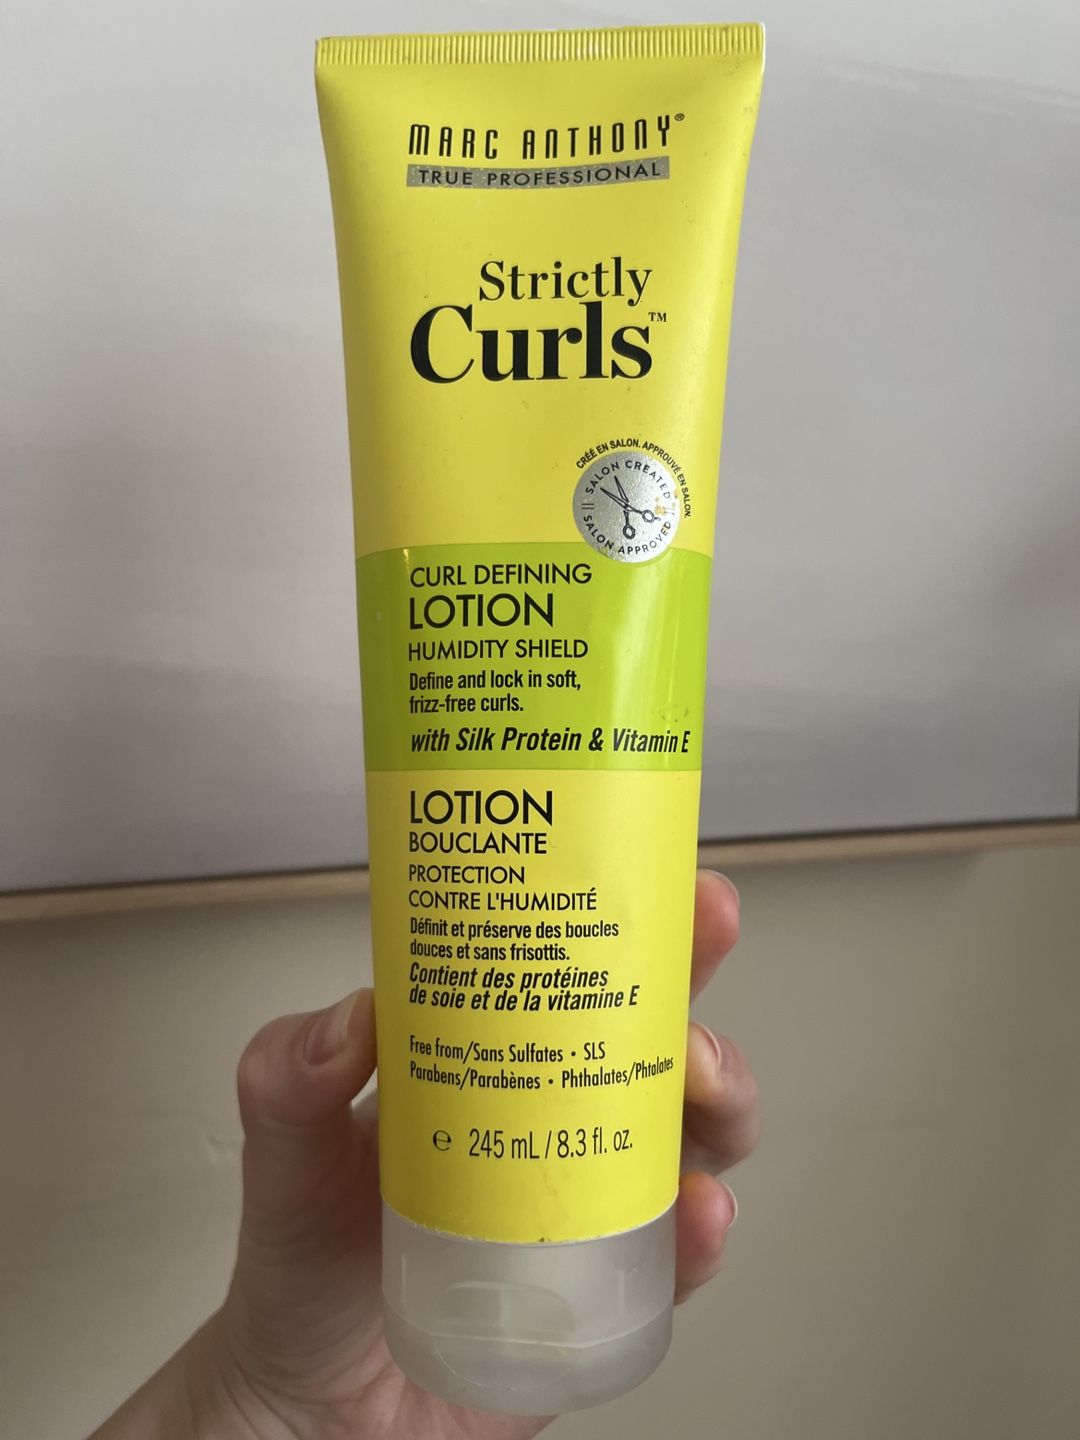 MARC ANTHONY®
TRUE PROFESSIONAL
Strictly
Curls™
CRÉÉ EN SALON. APPROUVÉ EN SALON.
SALON CREATED
SALON APPROVED
CURL DEFINING
LOTION
HUMIDITY SHIELD
Define and lock in soft,
frizz-free curls.
with Silk Protein & Vitamin E
LOTION
BOUCLANTE
PROTECTION
CONTRE L'HUMIDITÉ
Définit et préserve des boucles
douces et sans frisottis.
Contient des protéines
de soie et de la vitamine E
Free from/Sans Sulfates • SLS
Parabens/Parabènes • Phthalates/Phtalates
℮ 245 mL / 8.3 fl. oz.